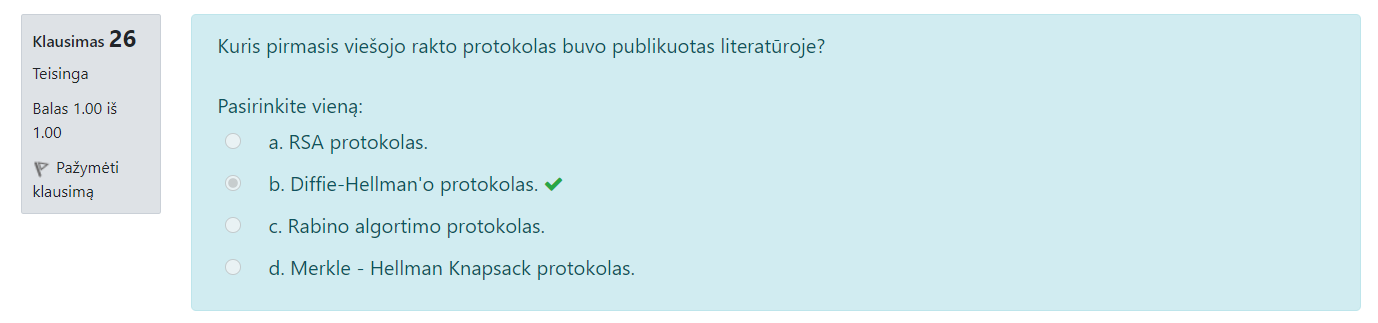 Klausimas 26
Teisinga
Balas 1.00 iš
1.00
Pažymėti
klausimą
Kuris pirmasis viešojo rakto protokolas buvo publikuotas literatūroje?
Pasirinkite vieną:
a. RSA protokolas.
b. Diffie-Hellman'o protokolas.
c. Rabino algortimo protokolas.
d. Merkle - Hellman Knapsack protokolas.